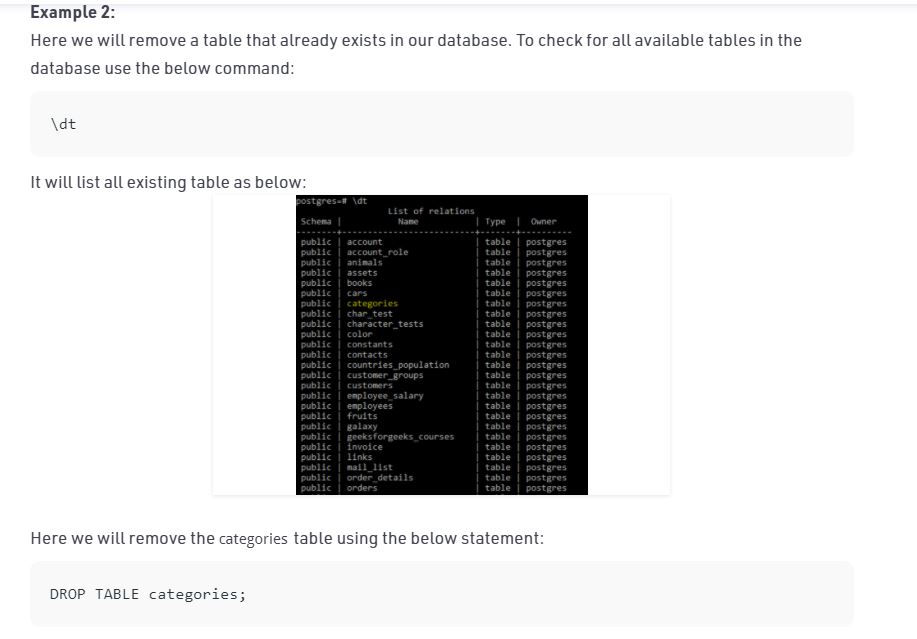 Example 2:
Here we will remove a table that already exists in our database. To check for all available tables in the
database use the below command:
\dt
It will list all existing table as below:
postgres=# \dt
List of relations
Schema | Name | Type | Owner
--------+----------------------------+-------+----------
public | account | table | postgres
public | account_role | table | postgres
public | animals | table | postgres
public | assets | table | postgres
public | books | table | postgres
public | cars | table | postgres
public | categories | table | postgres
public | char_test | table | postgres
public | character_tests | table | postgres
public | color | table | postgres
public | constants | table | postgres
public | contacts | table | postgres
public | countries_population | table | postgres
public | customer_groups | table | postgres
public | customers | table | postgres
public | employee_salary | table | postgres
public | employees | table | postgres
public | fruits | table | postgres
public | galaxy | table | postgres
public | geeksforgeeks_courses | table | postgres
public | invoice | table | postgres
public | links | table | postgres
public | mail_list | table | postgres
public | order_details | table | postgres
public | orders | table | postgres
Here we will remove the categories table using the below statement:
DROP TABLE categories;